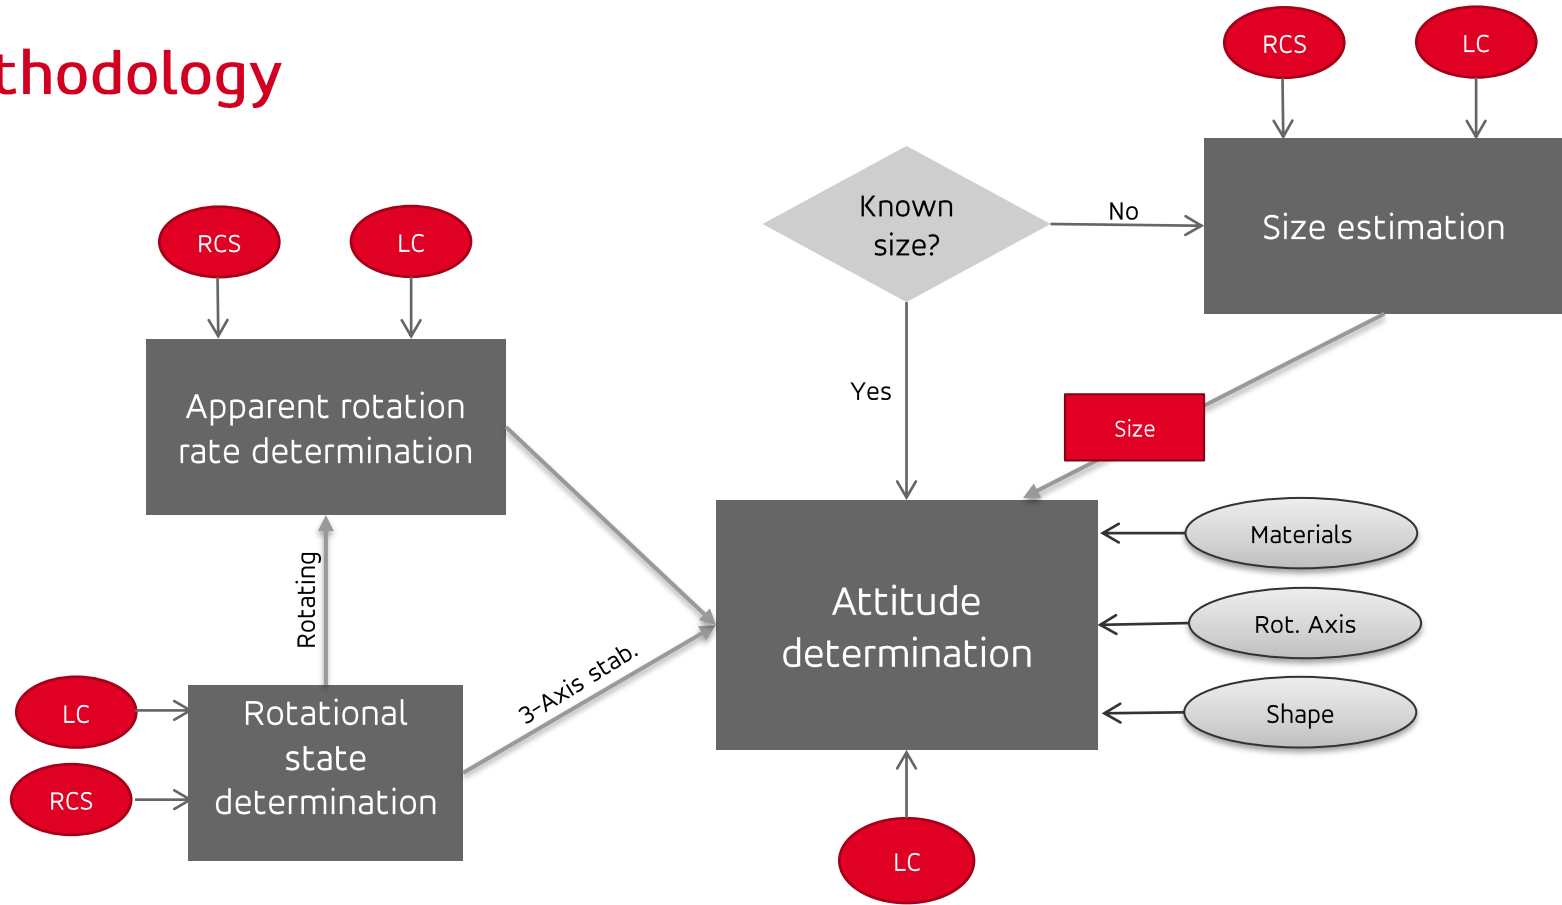 thodology
RCS
LC
Known
size?
No
Size estimation
RCS
LC
Apparent rotation
rate determination
Yes
Size
Materials
Attitude
determination
Rot. Axis
Shape
Rotating
3-Axis stab.
LC
RCS
Rotational
state
determination
LC